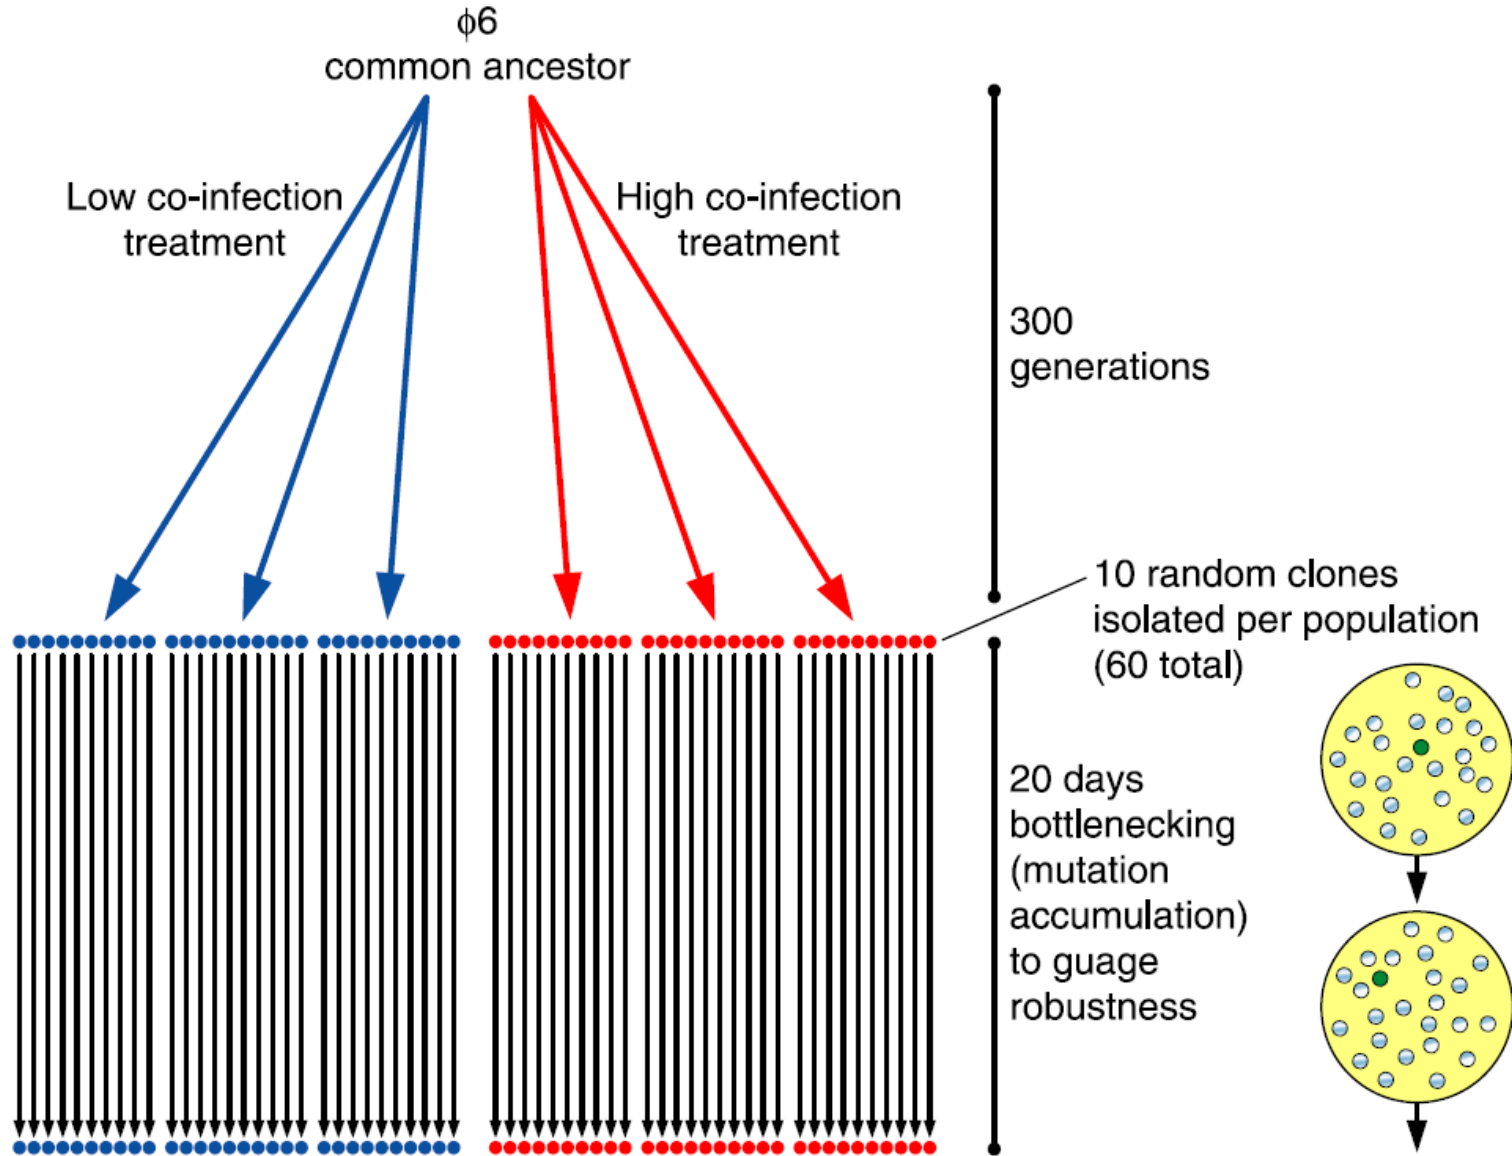 ϕ6
common ancestor
Low co-infection
treatment
High co-infection
treatment
300
generations
10 random clones
isolated per population
(60 total)
20 days
bottlenecking
(mutation
accumulation)
to guage
robustness